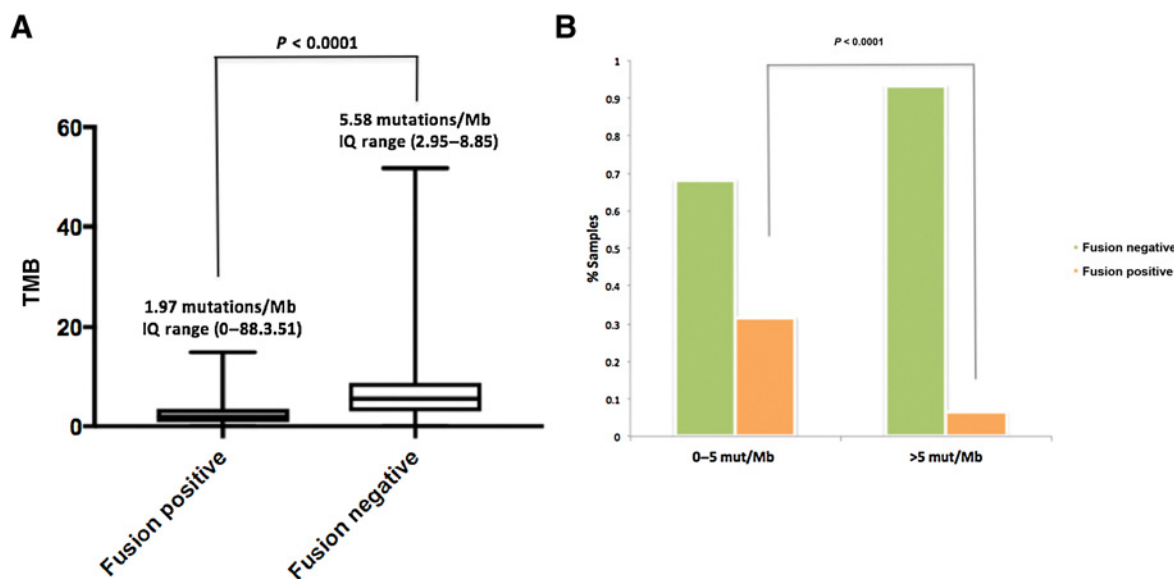 A
P < 0.0001
5.58 mutations/Mb
IQ range (2.95–8.85)
60
40
20
0
TMB
1.97 mutations/Mb
IQ range (0–88.3.51)
Fusion positive
Fusion negative
B
P < 0.0001
1
0.9
0.8
0.7
0.6
0.5
0.4
0.3
0.2
0.1
0
% Samples
0–5 mut/Mb
>5 mut/Mb
Fusion negative
Fusion positive